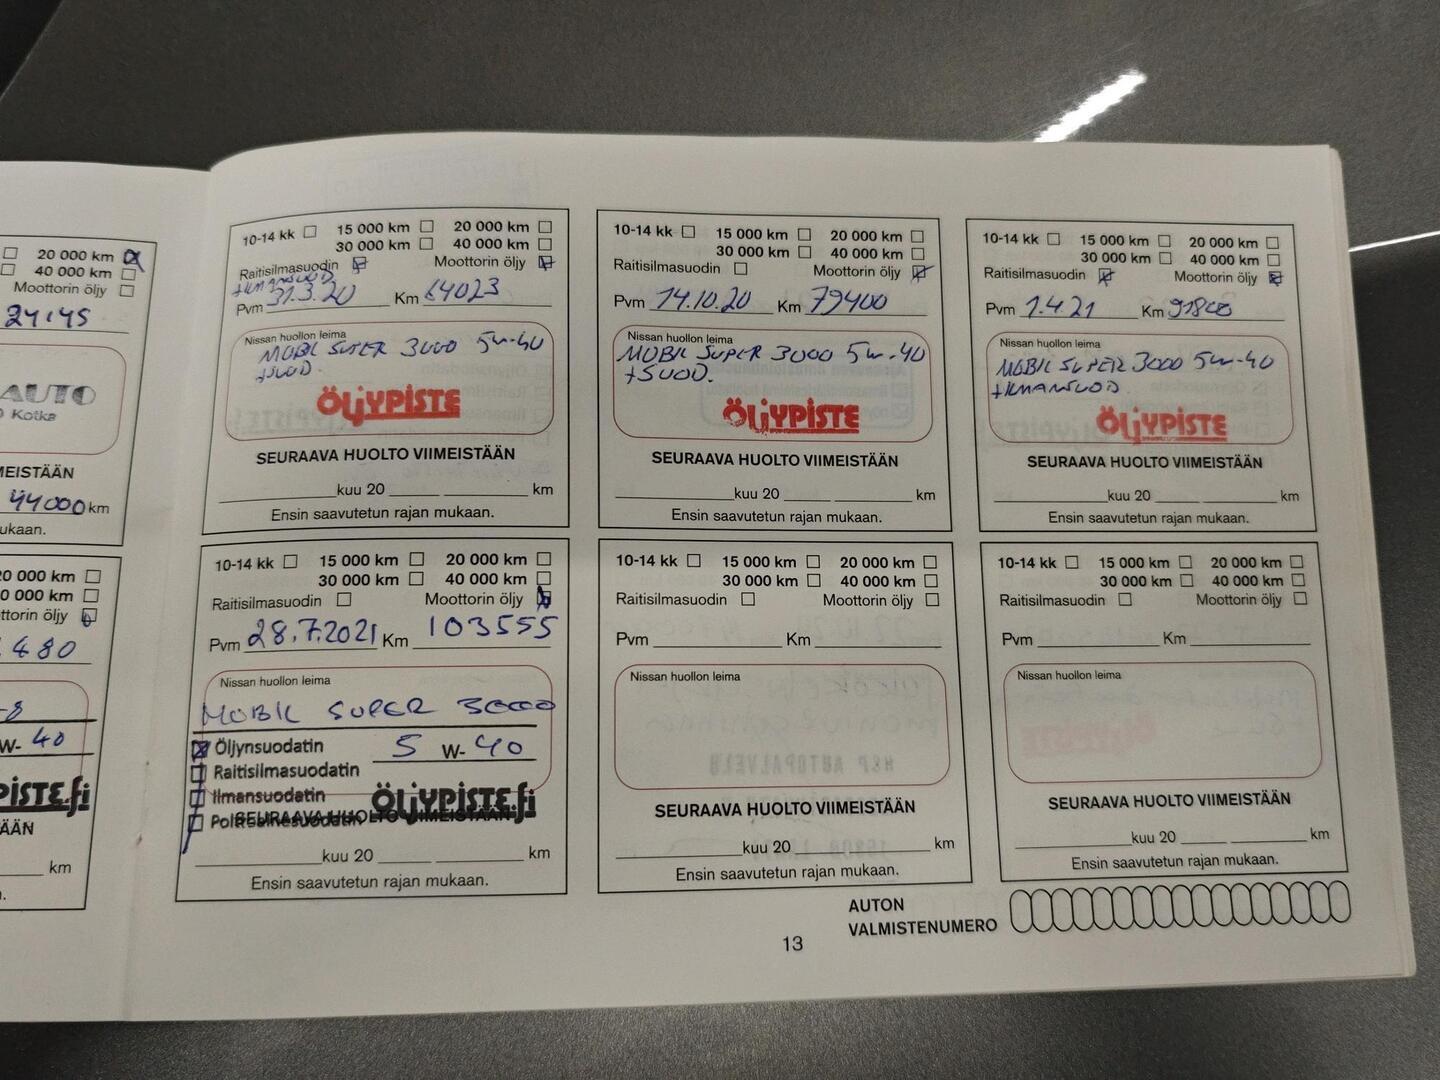 20 000 km
40 000 km
Moottorin öljy
AUTO
Kotka
MEISTÄÄN
44000 km
ukaan.
20 000 km
0 000 km
ttorin öljy
480
W- 40
PISTE.fi
ÄÄN
km
10-14 kk 15 000 km 20 000 km
30 000 km 40 000 km
Raitisilmasuodin Moottorin öljy
+ILMANSUOD
Pvm 31.3.20 Km 64023
Nissan huollon leima
MOBIL SUPER 3000 5W-40
+SUOD.
ÖLJYPISTE
SEURAAVA HUOLTO VIIMEISTÄÄN
kuu 20 km
Ensin saavutetun rajan mukaan.
10-14 kk 15 000 km 20 000 km
30 000 km 40 000 km
Raitisilmasuodin Moottorin öljy
Pvm 14.10.20 Km 79400
Nissan huollon leima
MOBIL SUPER 3000 5W-40
+SUOD.
ÖLJYPISTE
SEURAAVA HUOLTO VIIMEISTÄÄN
kuu 20 km
Ensin saavutetun rajan mukaan.
10-14 kk 15 000 km 20 000 km
30 000 km 40 000 km
Raitisilmasuodin Moottorin öljy
Pvm 1.4.21 Km 91800
Nissan huollon leima
MOBIL SUPER 3000 5W-40
+ILMANSUOD.
ÖLJYPISTE
SEURAAVA HUOLTO VIIMEISTÄÄN
kuu 20 km
Ensin saavutetun rajan mukaan.
10-14 kk 15 000 km 20 000 km
30 000 km 40 000 km
Raitisilmasuodin Moottorin öljy
Pvm 28.7.2021 Km 103555
Nissan huollon leima
MOBIL SUPER 3000
Öljynsuodatin 5 W- 40
Raitisilmasuodatin
Ilmansuodatin
ÖLJYPISTE.fi
Polttoainesuodatin
SEURAAVA HUOLTO VIIMEISTÄÄN
kuu 20 km
Ensin saavutetun rajan mukaan.
10-14 kk 15 000 km 20 000 km
30 000 km 40 000 km
Raitisilmasuodin Moottorin öljy
Pvm Km
Nissan huollon leima
SEURAAVA HUOLTO VIIMEISTÄÄN
kuu 20 km
Ensin saavutetun rajan mukaan.
10-14 kk 15 000 km 20 000 km
30 000 km 40 000 km
Raitisilmasuodin Moottorin öljy
Pvm Km
Nissan huollon leima
SEURAAVA HUOLTO VIIMEISTÄÄN
kuu 20 km
Ensin saavutetun rajan mukaan.
AUTON
VALMISTENUMERO
13